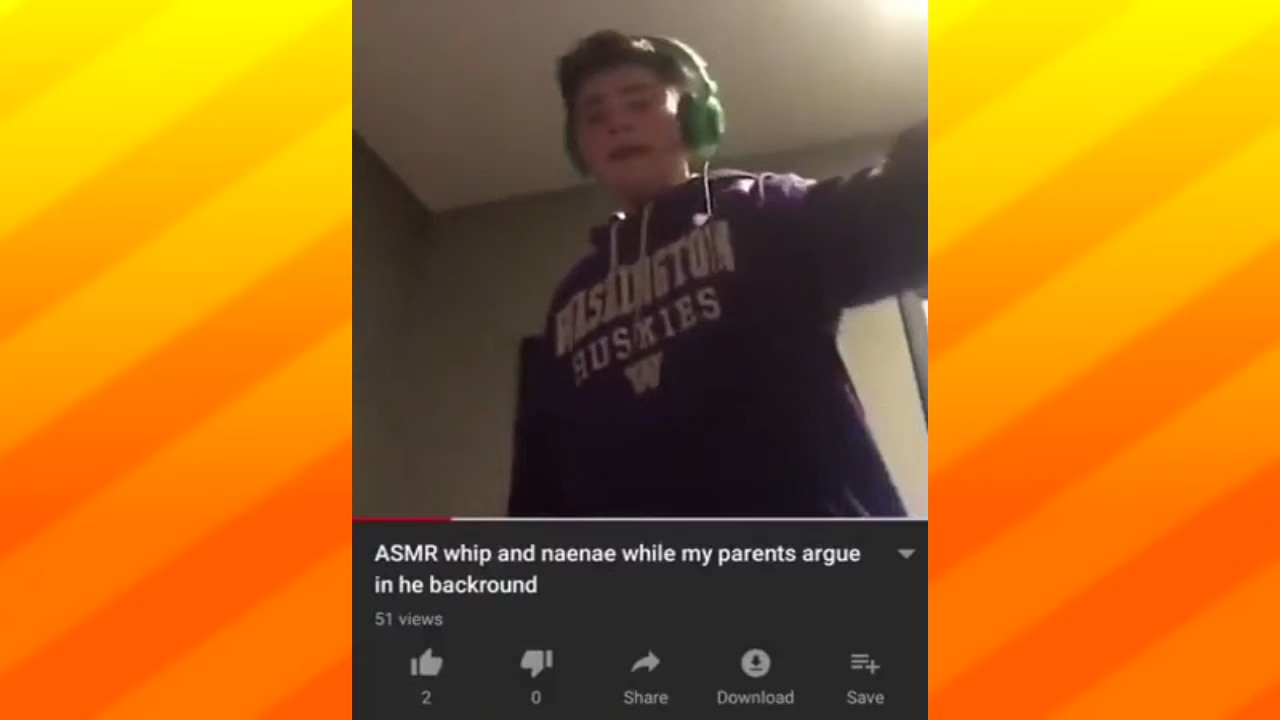 WASHINGTON
HUSKIES
W
ASMR whip and naenae while my parents argue
in he backround
51 views
2
0
Share
Download
Save